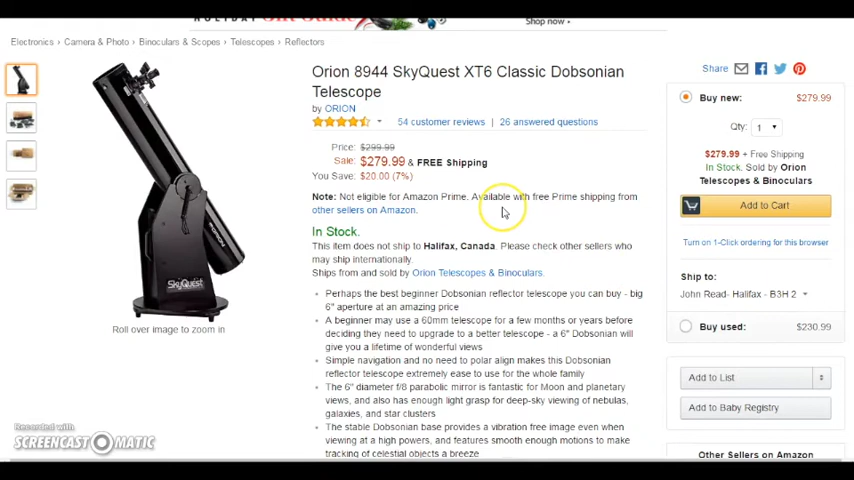 HOLIDAY Gift Guide
Shop now ›
Electronics › Camera & Photo › Binoculars & Scopes › Telescopes › Reflectors
Orion 8944 SkyQuest XT6 Classic Dobsonian
Telescope
by ORION
54 customer reviews | 26 answered questions
Price: $299.99
Sale: $279.99 & FREE Shipping
You Save: $20.00 (7%)
Note: Not eligible for Amazon Prime. Available with free Prime shipping from
other sellers on Amazon.
In Stock.
This item does not ship to Halifax, Canada. Please check other sellers who
may ship internationally.
Ships from and sold by Orion Telescopes & Binoculars.
• Perhaps the best beginner Dobsonian reflector telescope you can buy - big
6" aperture at an amazing price
• A beginner may use a 60mm telescope for a few months or years before
deciding they need to upgrade to a better telescope - a 6" Dobsonian will
give you a lifetime of wonderful views
• Simple navigation and no need to polar align makes this Dobsonian
reflector telescope extremely ease to use for the whole family
• The 6" diameter f/8 parabolic mirror is fantastic for Moon and planetary
views, and also has enough light grasp for deep-sky viewing of nebulas,
galaxies, and star clusters
• The stable Dobsonian base provides a vibration free image even when
viewing at a high powers, and features smooth enough motions to make
tracking of celestial objects a breeze
ORION
SkyQuest
Roll over image to zoom in
Share
Buy new: $279.99
Qty: 1
$279.99 + Free Shipping
In Stock. Sold by Orion
Telescopes & Binoculars
Add to Cart
Turn on 1-Click ordering for this browser
Ship to:
John Read- Halifax - B3H 2
Buy used: $230.99
Add to List
Add to Baby Registry
Other Sellers on Amazon
Recorded with
SCREENCAST MATIC